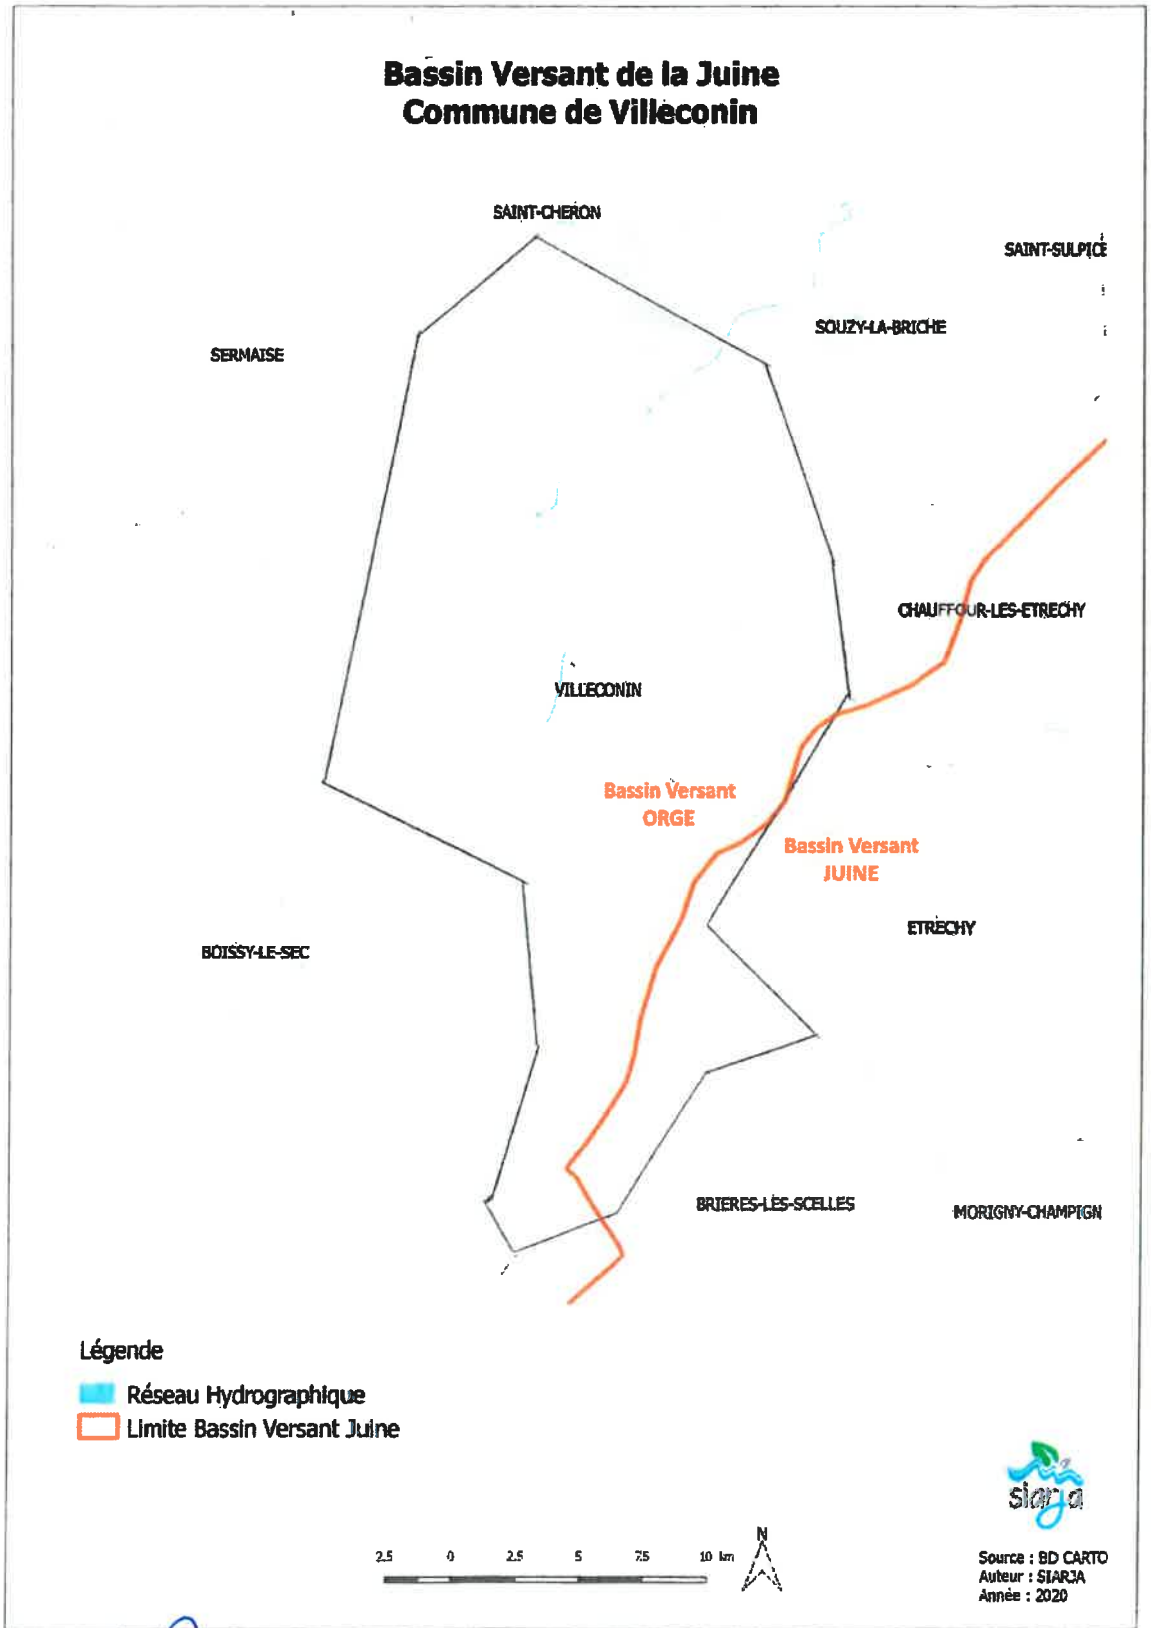 Bassin Versant de la Juine
Commune de Villeconin
SAINT-CHERON
SAINT-SULPICE
SOUZY-LA-BRICHE
SERMAISE
CHAUFFOUR-LES-ETRECHY
VILLECONIN
Bassin Versant
ORGE
Bassin Versant
JUINE
ETRECHY
BOISSY-LE-SEC
BRIERES-LES-SCELLES
MORIGNY-CHAMPIGN
Légende
Réseau Hydrographique
Limite Bassin Versant Juine
siarja
2.5 0 2.5 5 7.5 10 km
N
Source : BD CARTO
Auteur : SIARJA
Année : 2020